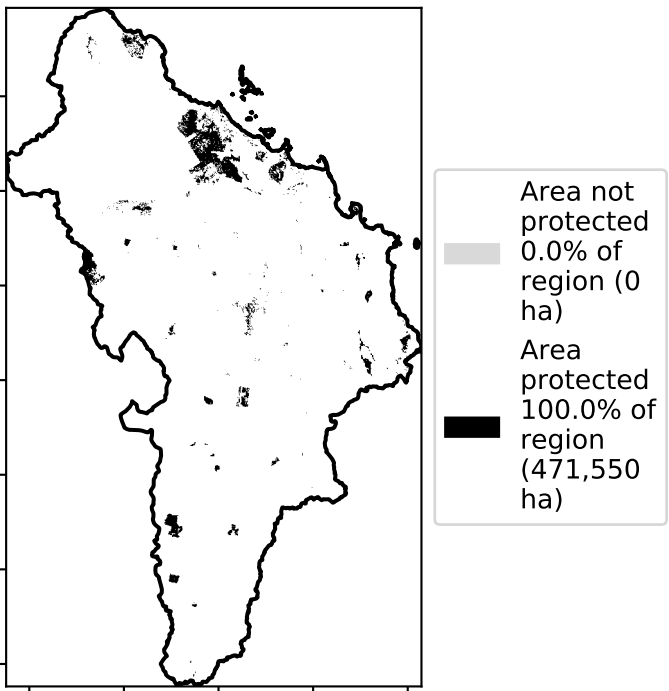 Area not
protected
0.0% of
region (0
ha)
Area
protected
100.0% of
region
(471,550
ha)